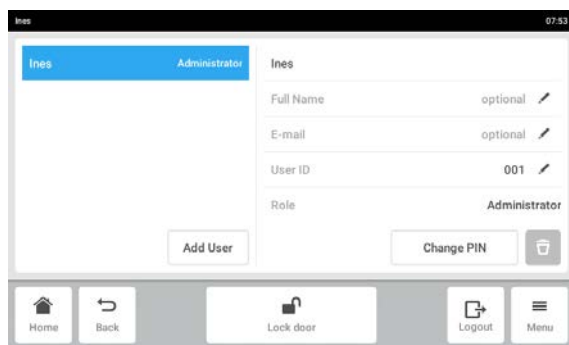 Ines 07:53
Ines Administrator
Ines
Full Name optional
E-mail optional
User ID 001
Role Administrator
Add User
Change PIN
Home
Back
Lock door
Logout
Menu